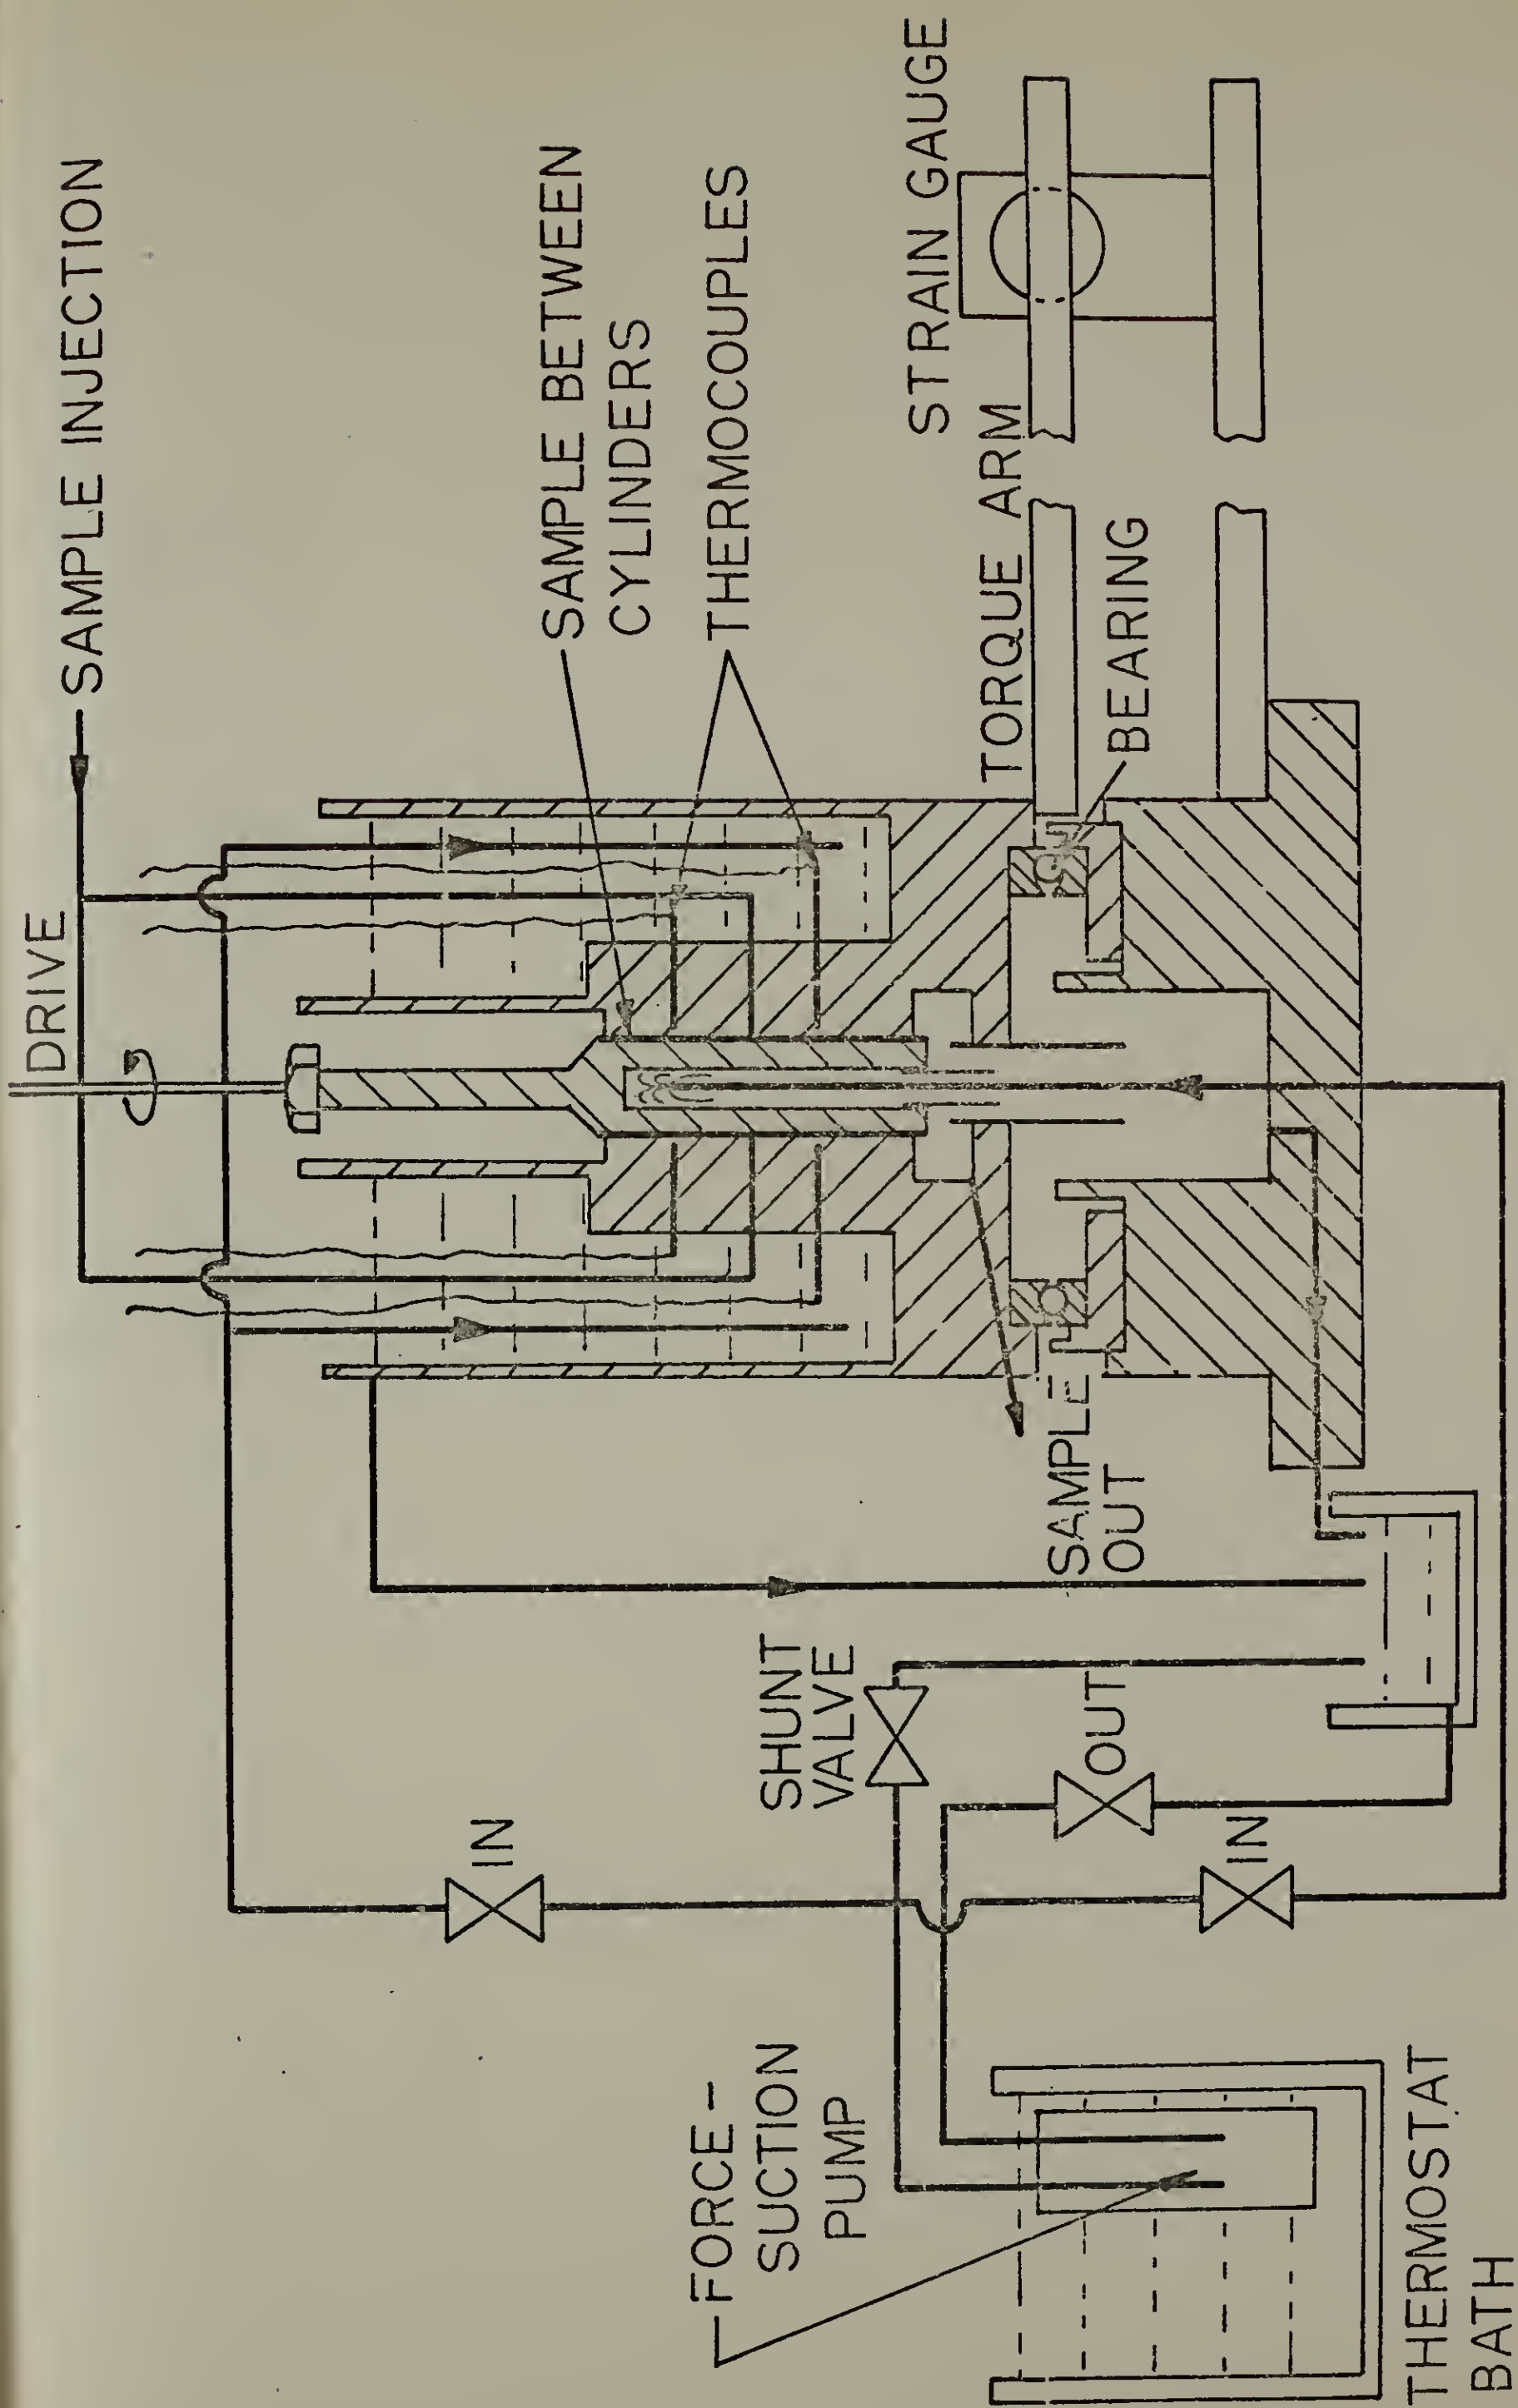 DRIVE
SAMPLE INJECTION
SAMPLE BETWEEN
CYLINDERS
THERMOCOUPLES
STRAIN GAUGE
TORQUE ARM
BEARING
SAMPLE
OUT
SHUNT
VALVE
OUT
IN
IN
FORCE-
SUCTION
PUMP
THERMOSTAT
BATH